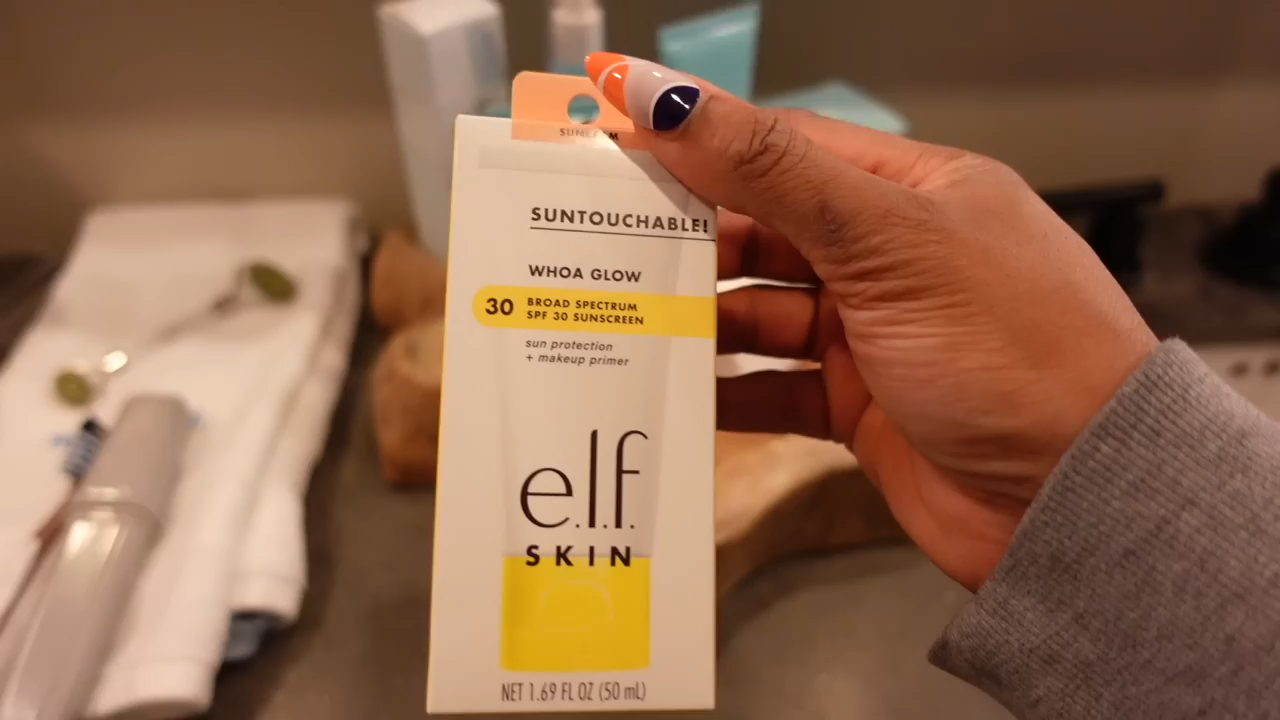 SUNTOUCHABLE!
WHOA GLOW
30
BROAD SPECTRUM
SPF 30 SUNSCREEN
sun protection
+ makeup primer
e.l.f.
SKIN
NET 1.69 FL OZ (50 mL)